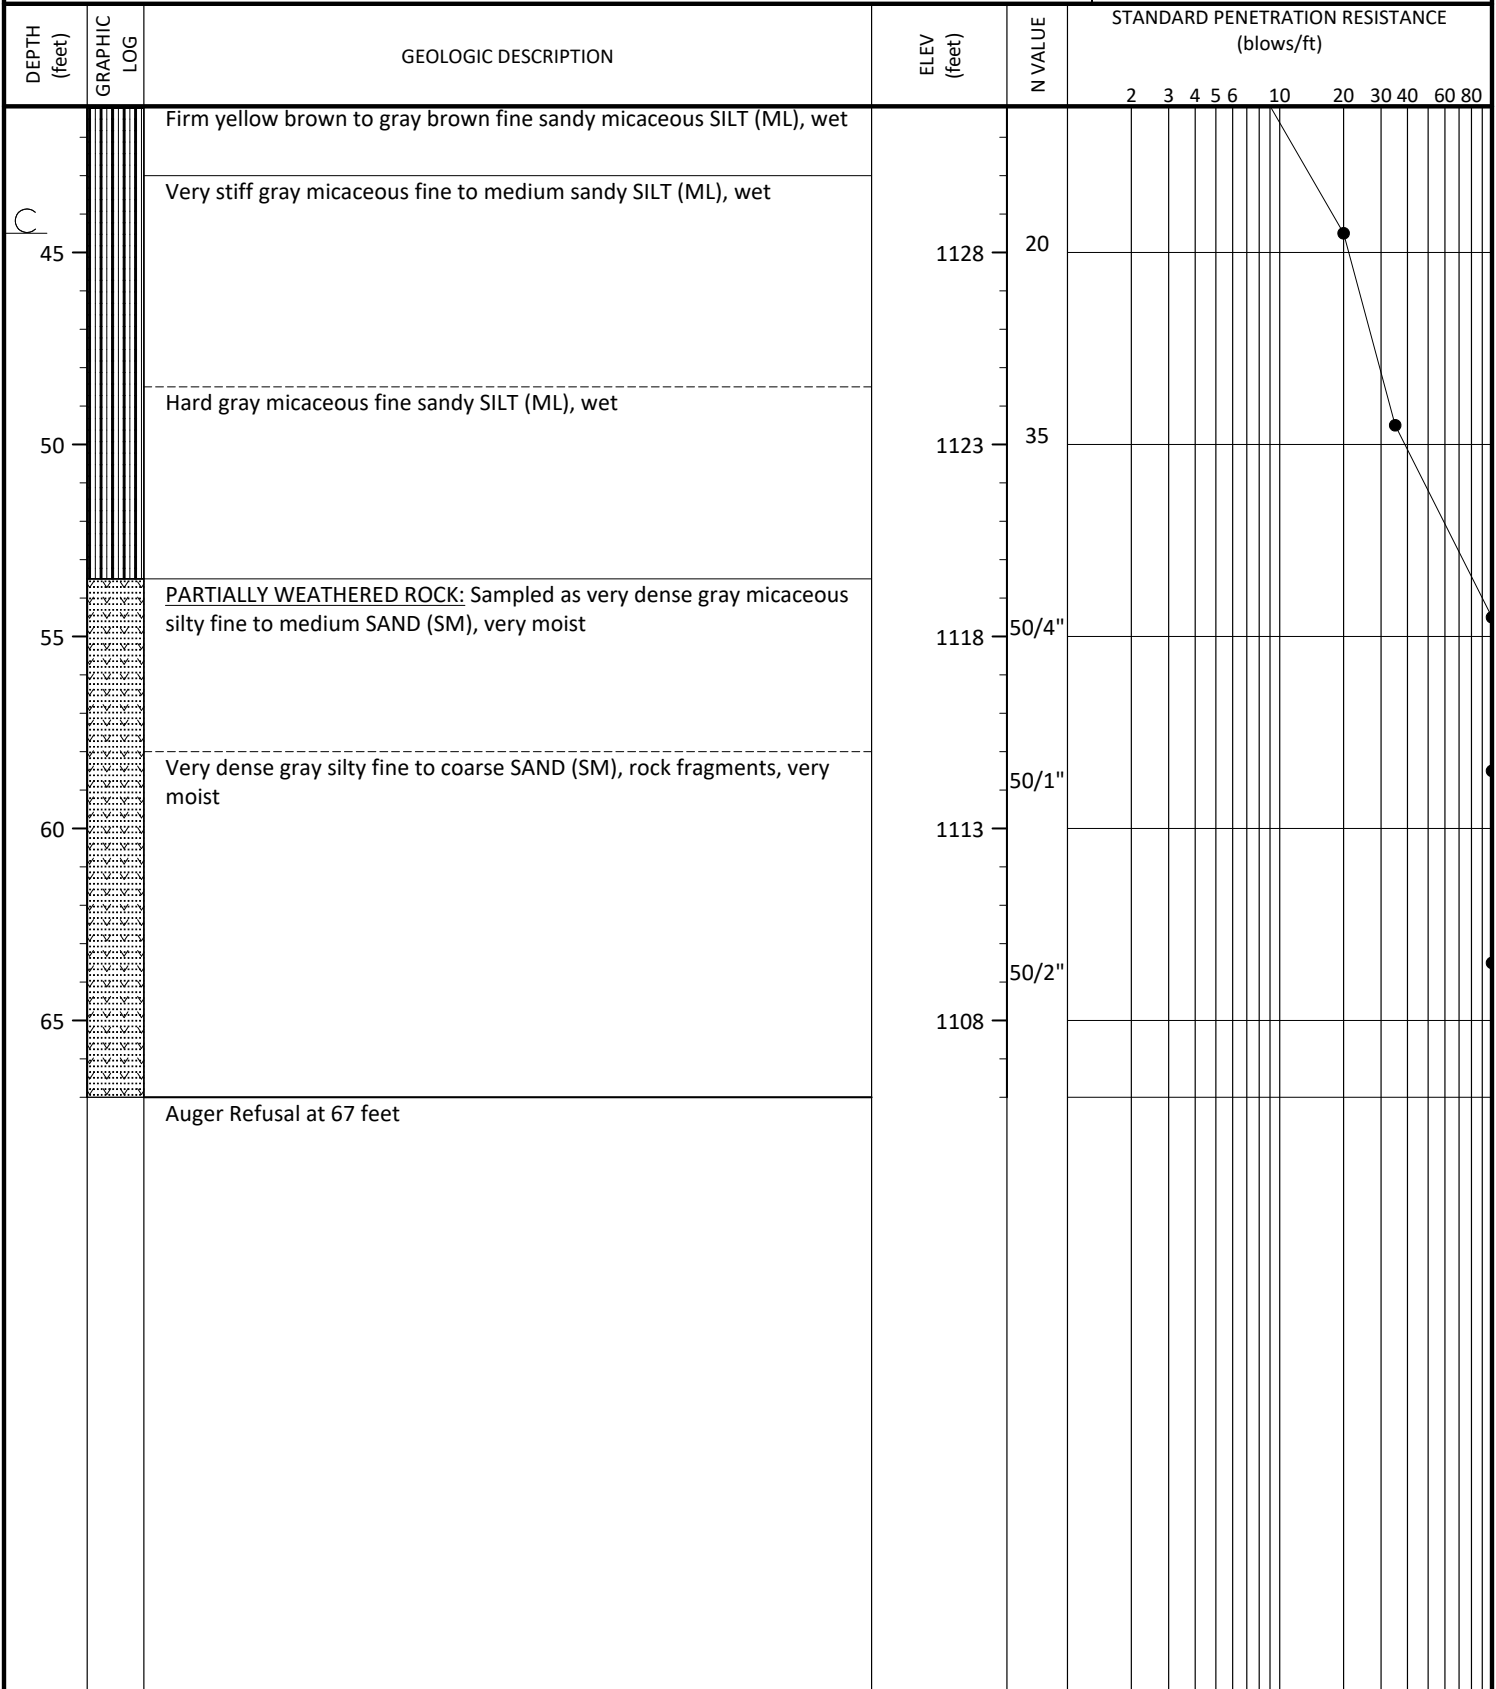 DEPTH
(feet)
GRAPHIC
LOG
GEOLOGIC DESCRIPTION
ELEV
(feet)
N VALUE
STANDARD PENETRATION RESISTANCE
(blows/ft)
2 3 4 5 6 10 20 30 40 60 80
Firm yellow brown to gray brown fine sandy micaceous SILT (ML), wet
Very stiff gray micaceous fine to medium sandy SILT (ML), wet
C
45 1128 20
Hard gray micaceous fine sandy SILT (ML), wet
50 1123 35
PARTIALLY WEATHERED ROCK: Sampled as very dense gray micaceous
silty fine to medium SAND (SM), very moist
55 1118 50/4"
Very dense gray silty fine to coarse SAND (SM), rock fragments, very
moist
50/1"
60 1113
50/2"
65 1108
Auger Refusal at 67 feet